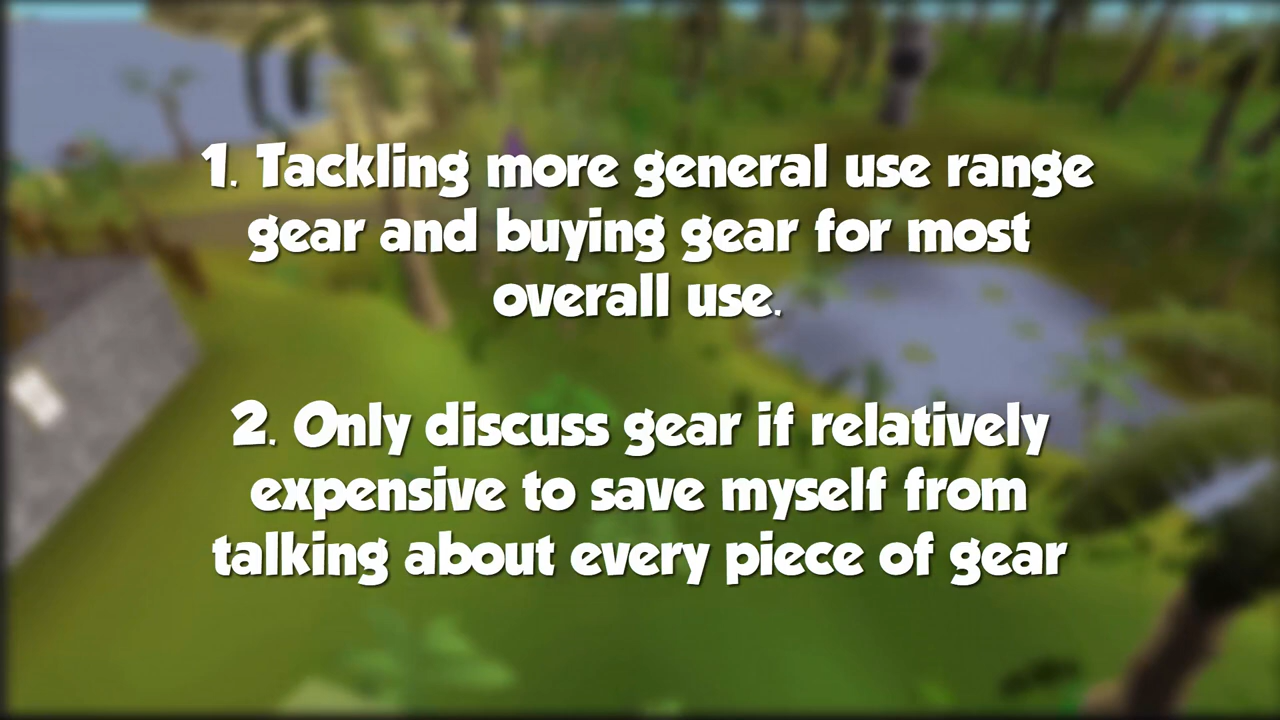 1. Tackling more general use range
gear and buying gear for most
overall use.
2. Only discuss gear if relatively
expensive to save myself from
talking about every piece of gear